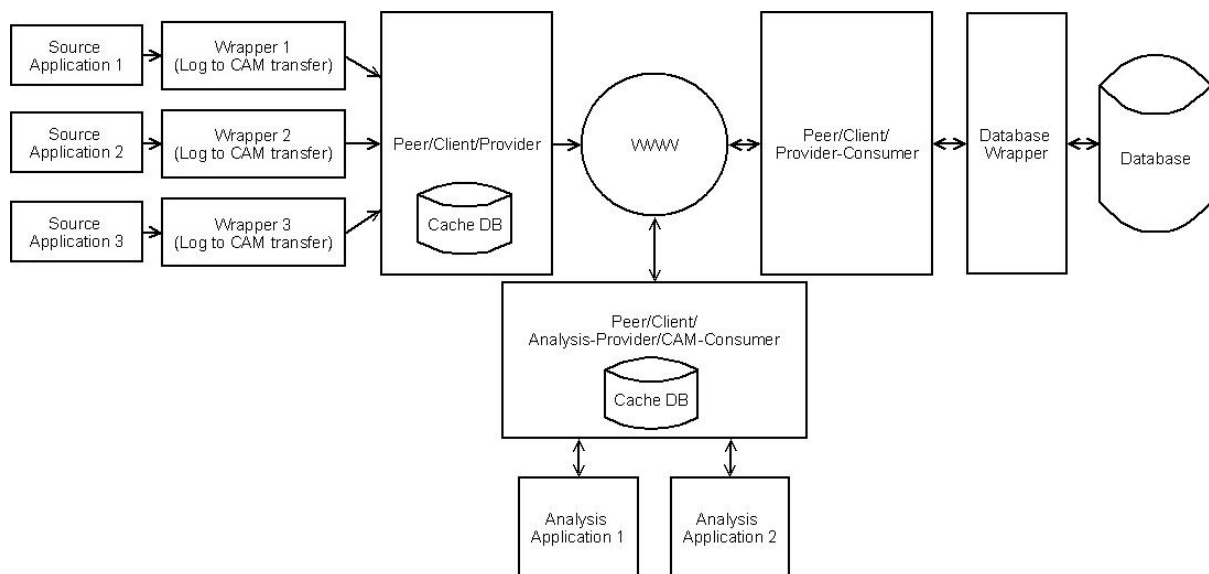 Source
Application 1
Wrapper 1
(Log to CAM transfer)
Source
Application 2
Wrapper 2
(Log to CAM transfer)
Source
Application 3
Wrapper 3
(Log to CAM transfer)
Peer/Client/Provider
Cache DB
WWW
Peer/Client/
Provider-Consumer
Database
Wrapper
Database
Peer/Client/
Analysis-Provider/CAM-Consumer
Cache DB
Analysis
Application 1
Analysis
Application 2